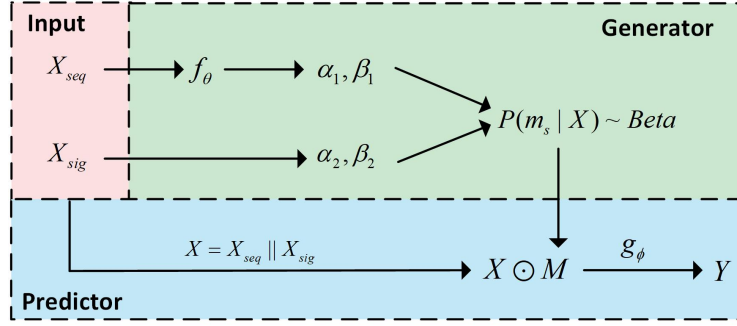 Input
Generator
X_seq
f_θ
α_1, β_1
P(m_s | X) ~ Beta
X_sig
α_2, β_2
X = X_seq || X_sig
X ⊙ M
g_ϕ
Y
Predictor